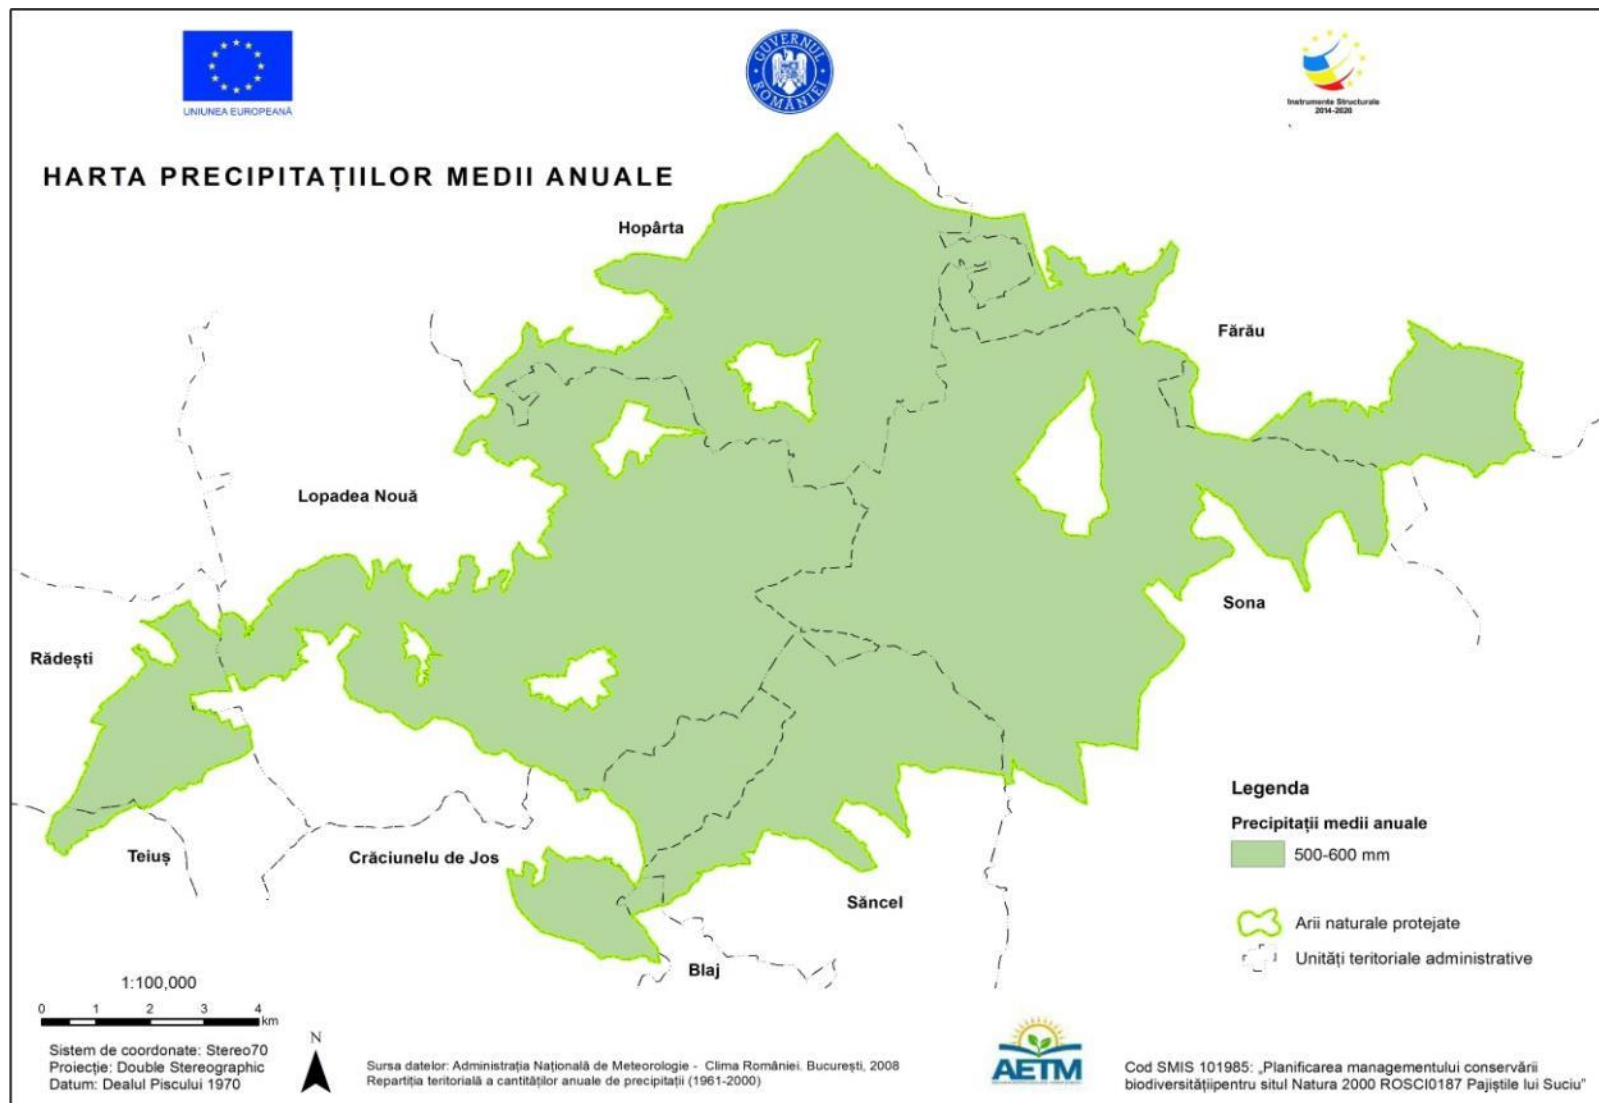 UNIUNEA EUROPEANĂ
GUVERNUL ROMÂNIEI
Instrumente Structurale
2014-2020
HARTA PRECIPITAȚIILOR MEDII ANUALE
Hopârta
Fărău
Lopadea Nouă
Sona
Rădești
Teiuș
Crăciunelu de Jos
Săncel
Blaj
Legenda
Precipitații medii anuale
500-600 mm
Arii naturale protejate
Unități teritoriale administrative
1:100,000
0 1 2 3 4
km
N
Sistem de coordonate: Stereo70
Proiecție: Double Stereographic
Datum: Dealul Piscului 1970
Sursa datelor: Administrația Națională de Meteorologie - Clima României. București, 2008
Repartiția teritorială a cantităților anuale de precipitații (1961-2000)
AETM
Cod SMIS 101985: „Planificarea managementului conservării
biodiversitățiipentru situl Natura 2000 ROSCI0187 Pajiștile lui Suciu"